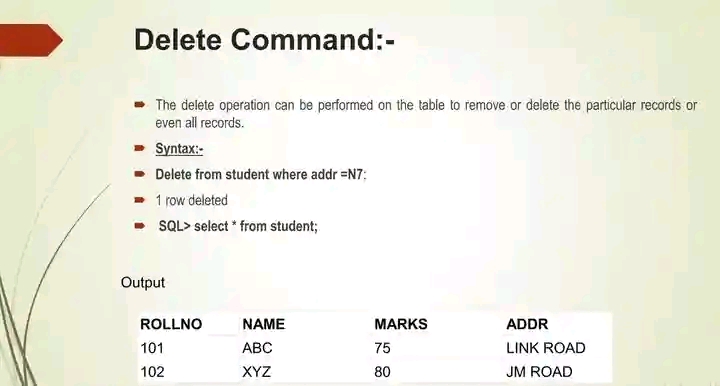 Delete Command:-
The delete operation can be performed on the table to remove or delete the particular records or
even all records.
Syntax:-
Delete from student where addr =N7:
1 row deleted
SQL> select * from student;
Output
ROLLNO NAME MARKS ADDR
101 ABC 75 LINK ROAD
102 XYZ 80 JM ROAD